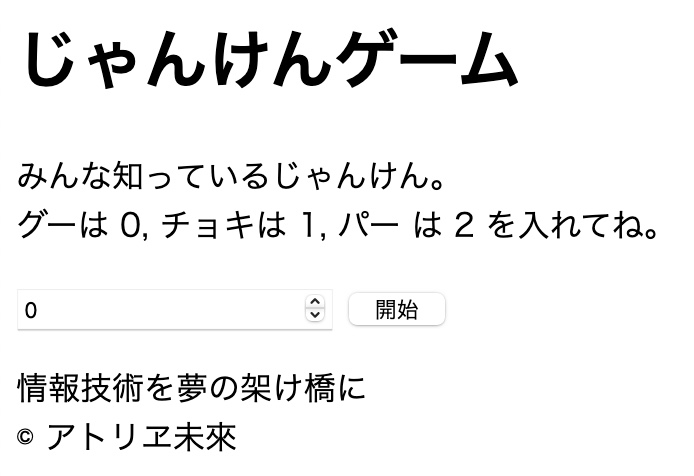 じゃんけんゲーム
みんな知っているじゃんけん。
グーは 0, チョキは 1, パー は 2 を入れてね。
0 開始
情報技術を夢の架け橋に
© アトリヱ未來